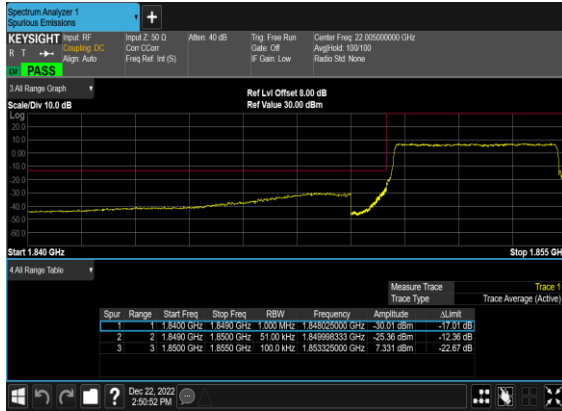 Spectrum Analyzer 1
Spurious Emissions
+
KEYSIGHT Input: RF Input Z: 50 Ω Atten: 40 dB Trig: Free Run Center Freq: 22.005000000 GHz
R T Coupling: DC Corr CCorr Gate: Off Avg|Hold: 100/100
Align: Auto Freq Ref: Int (S) IF Gain: Low Radio Std: None
PASS
3 All Range Graph
Ref Lvl Offset 8.00 dB
Scale/Div 10.0 dB Ref Value 30.00 dBm
Log
20.0
10.0
0.00
-10.0
-20.0
-30.0
-40.0
-50.0
-60.0
Start 1.840 GHz Stop 1.855 GH
4 All Range Table
Measure Trace Trace 1
Trace Type Trace Average (Active)
Spur Range Start Freq Stop Freq RBW Frequency Amplitude ΔLimit
1 1 1.8400 GHz 1.8490 GHz 1.000 MHz 1.848025000 GHz -30.01 dBm -17.01 dB
2 2 1.8490 GHz 1.8500 GHz 51.00 kHz 1.849998333 GHz -25.36 dBm -12.36 dB
3 3 1.8500 GHz 1.8550 GHz 100.0 kHz 1.853325000 GHz 7.331 dBm -22.67 dB
? Dec 22, 2022
2:50:52 PM